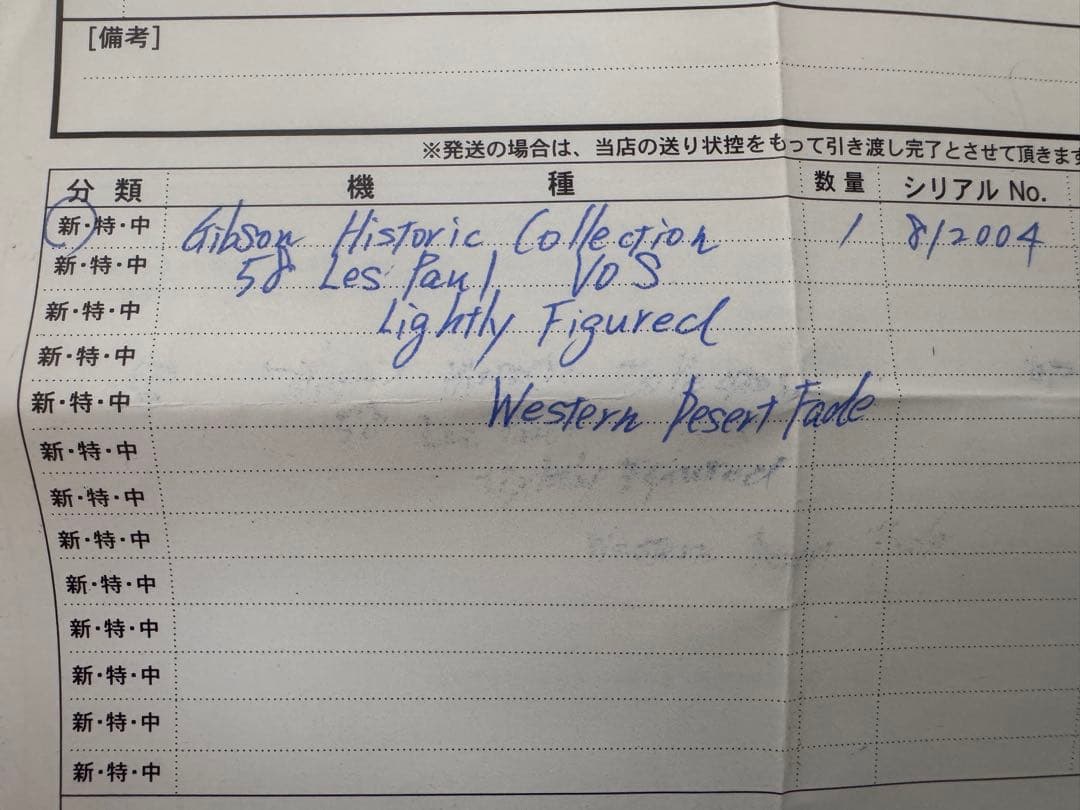 [備考]
※発送の場合は、当店の送り状控をもって引き渡し完了とさせて頂きます
分類 機種 数量 シリアル No.
新・特・中 Gibson Historic Collection 1 812004
新・特・中 58 Les Paul VOS
新・特・中 Lightly Figured
新・特・中
新・特・中 Western Desert Fade
新・特・中
新・特・中
新・特・中
新・特・中
新・特・中
新・特・中
新・特・中
新・特・中